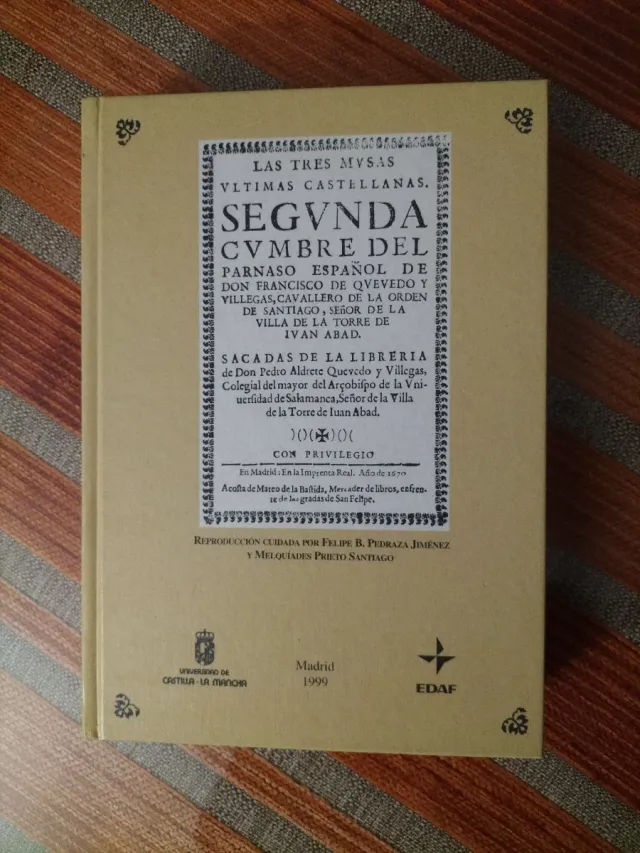 LAS TRES MVSAS
VLTIMAS CASTELLANAS.
SEGVNDA
CVMBRE DEL
PARNASO ESPAÑOL DE
DON FRANCISCO DE QVEVEDO Y
VILLEGAS, CAVALLERO DE LA ORDEN
DE SANTIAGO, SEÑOR DE LA
VILLA DE LA TORRE DE
IVAN ABAD.
SACADAS DE LA LIBRERIA
de Don Pedro Aldrete Quevedo y Villegas,
Colegial del mayor del Arçobiſpo de la Vni-
uerſidad de Salamanca, Señor de la Villa
de la Torre de Iuan Abad.
)()(✠)()(
CON PRIVILEGIO
En Madrid: En la Imprenta Real. Año de 1670
Acoſta de Mateo de la Baſtida, Mercader de libros, enfren-
te de las gradas de San Felipe.
REPRODUCCIÓN CUIDADA POR FELIPE B. PEDRAZA JIMÉNEZ
Y MELQUÍADES PRIETO SANTIAGO
UNIVERSIDAD DE
CASTILLA-LA MANCHA
Madrid
1999
EDAF